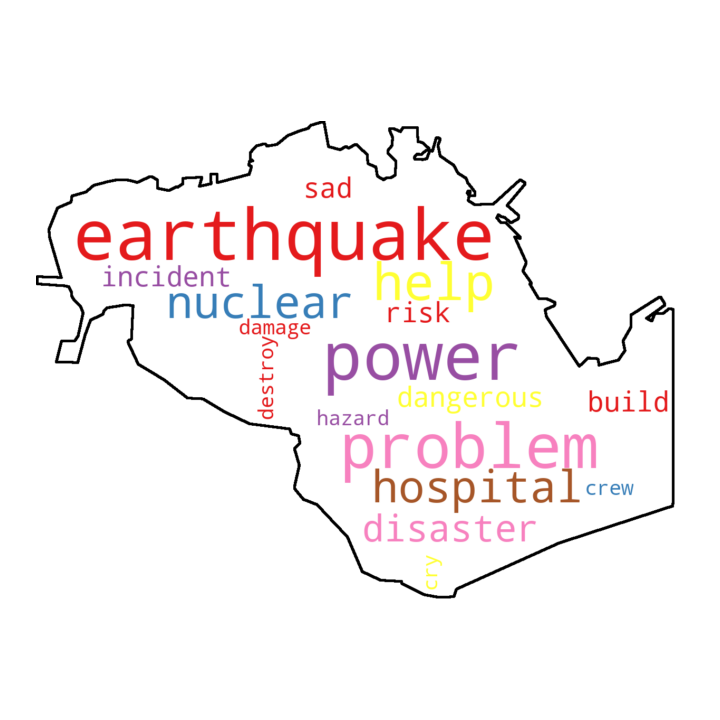 sad
earthquake
incident
help
nuclear
risk
damage
destroy
power
dangerous
build
hazard
problem
hospital
crew
disaster
cry